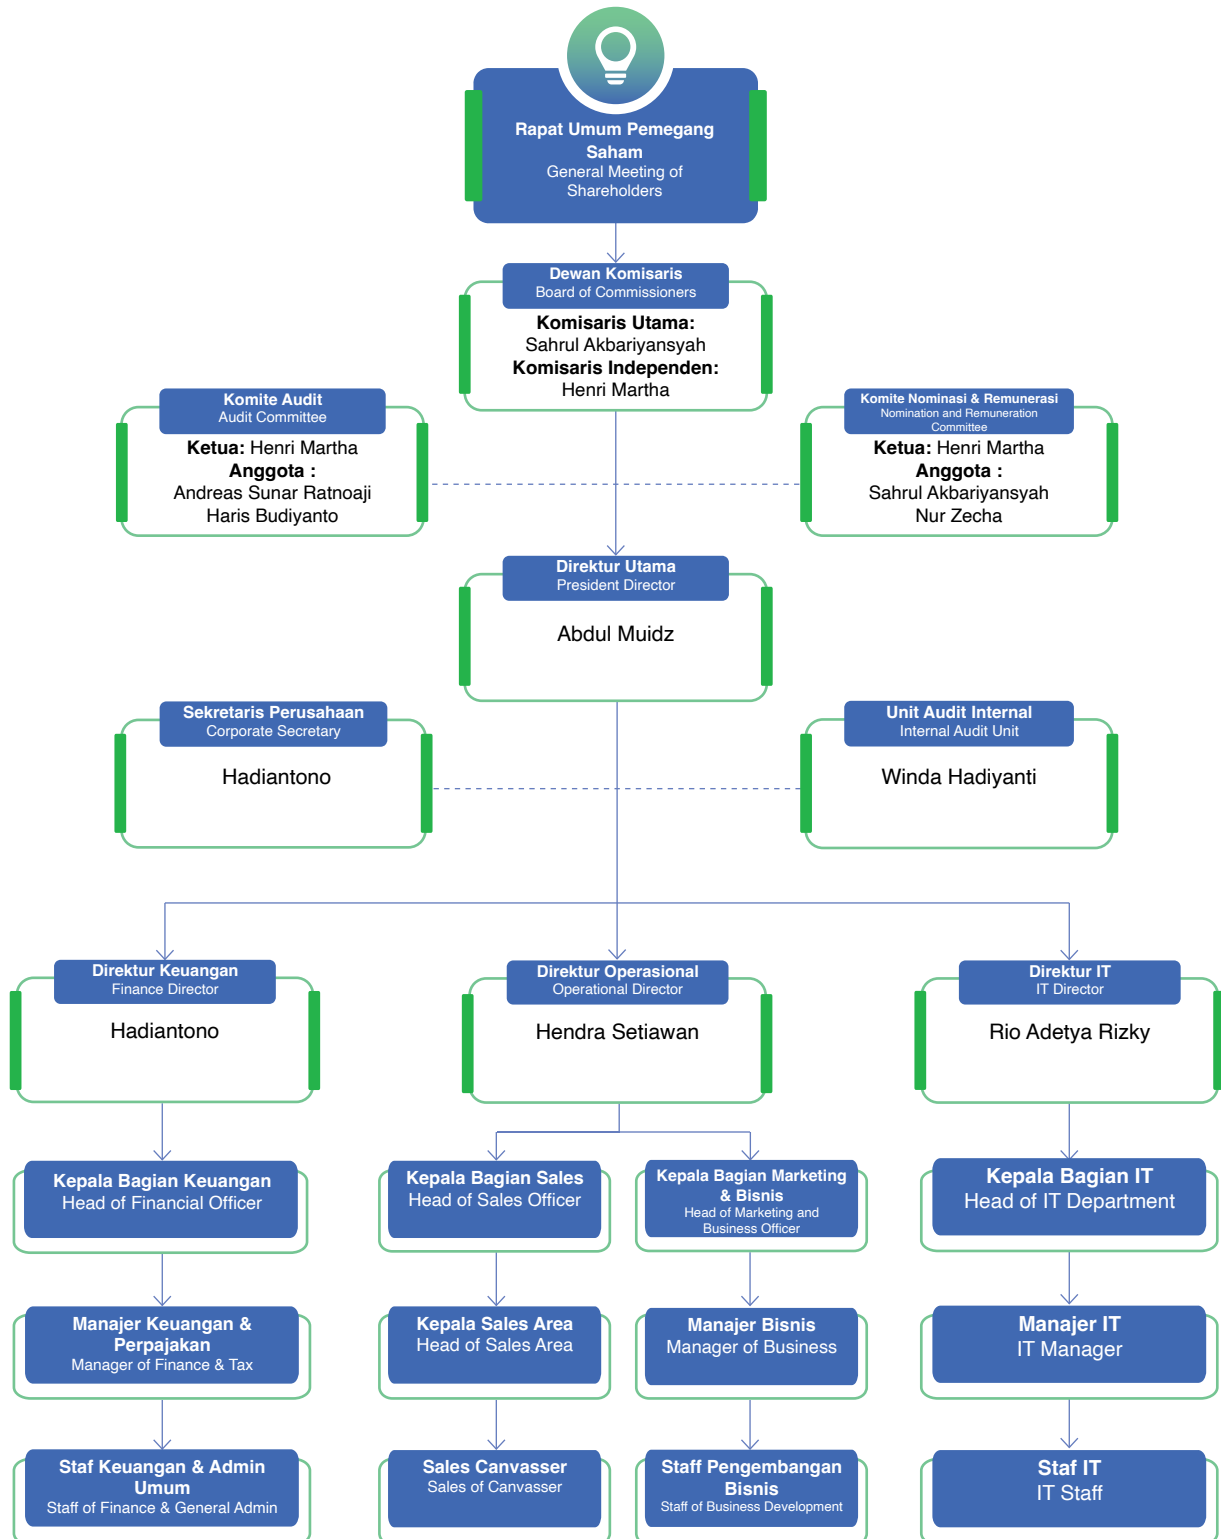 Rapat Umum Pemegang
Saham
General Meeting of
Shareholders
Dewan Komisaris
Board of Commissioners
Komisaris Utama:
Sahrul Akbariyansyah
Komisaris Independen:
Henri Martha
Komite Audit
Audit Committee
Ketua: Henri Martha
Anggota :
Andreas Sunar Ratnoaji
Haris Budiyanto
Komite Nominasi & Remunerasi
Nomination and Remuneration
Committee
Ketua: Henri Martha
Anggota :
Sahrul Akbariyansyah
Nur Zecha
Direktur Utama
President Director
Abdul Muidz
Sekretaris Perusahaan
Corporate Secretary
Hadiantono
Unit Audit Internal
Internal Audit Unit
Winda Hadiyanti
Direktur Keuangan
Finance Director
Hadiantono
Direktur Operasional
Operational Director
Hendra Setiawan
Direktur IT
IT Director
Rio Adetya Rizky
Kepala Bagian Keuangan
Head of Financial Officer
Kepala Bagian Sales
Head of Sales Officer
Kepala Bagian Marketing
& Bisnis
Head of Marketing and
Business Officer
Kepala Bagian IT
Head of IT Department
Manajer Keuangan &
Perpajakan
Manager of Finance & Tax
Kepala Sales Area
Head of Sales Area
Manajer Bisnis
Manager of Business
Manajer IT
IT Manager
Staf Keuangan & Admin
Umum
Staff of Finance & General Admin
Sales Canvasser
Sales of Canvasser
Staff Pengembangan
Bisnis
Staff of Business Development
Staf IT
IT Staff